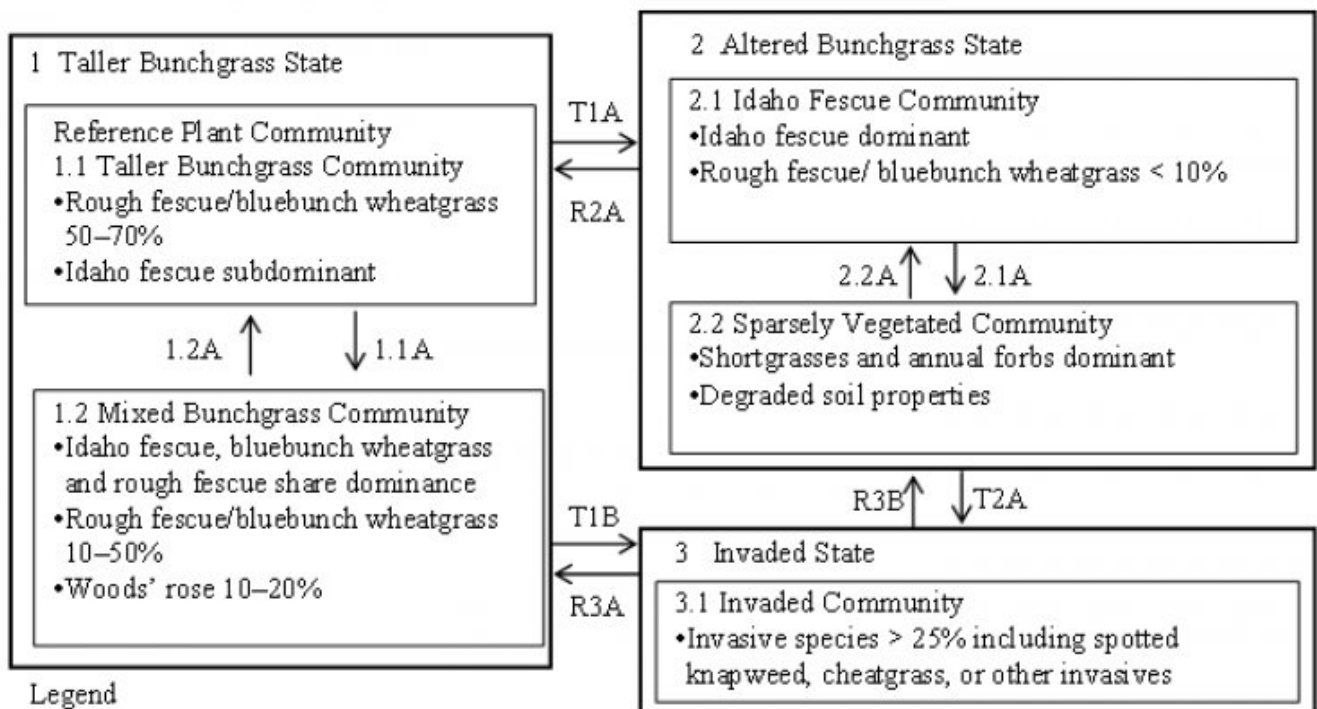 1 Taller Bunchgrass State
Reference Plant Community
1.1 Taller Bunchgrass Community
•Rough fescue/bluebunch wheatgrass
50–70%
•Idaho fescue subdominant
1.2A
1.1A
1.2 Mixed Bunchgrass Community
•Idaho fescue, bluebunch wheatgrass
and rough fescue share dominance
•Rough fescue/bluebunch wheatgrass
10–50%
•Woods’ rose 10–20%
T1A
R2A
T1B
R3A
2 Altered Bunchgrass State
2.1 Idaho Fescue Community
•Idaho fescue dominant
•Rough fescue/ bluebunch wheatgrass < 10%
2.2A
2.1A
2.2 Sparsely Vegetated Community
•Shortgrasses and annual forbs dominant
•Degraded soil properties
R3B
T2A
3 Invaded State
3.1 Invaded Community
•Invasive species > 25% including spotted
knapweed, cheatgrass, or other invasives
Legend